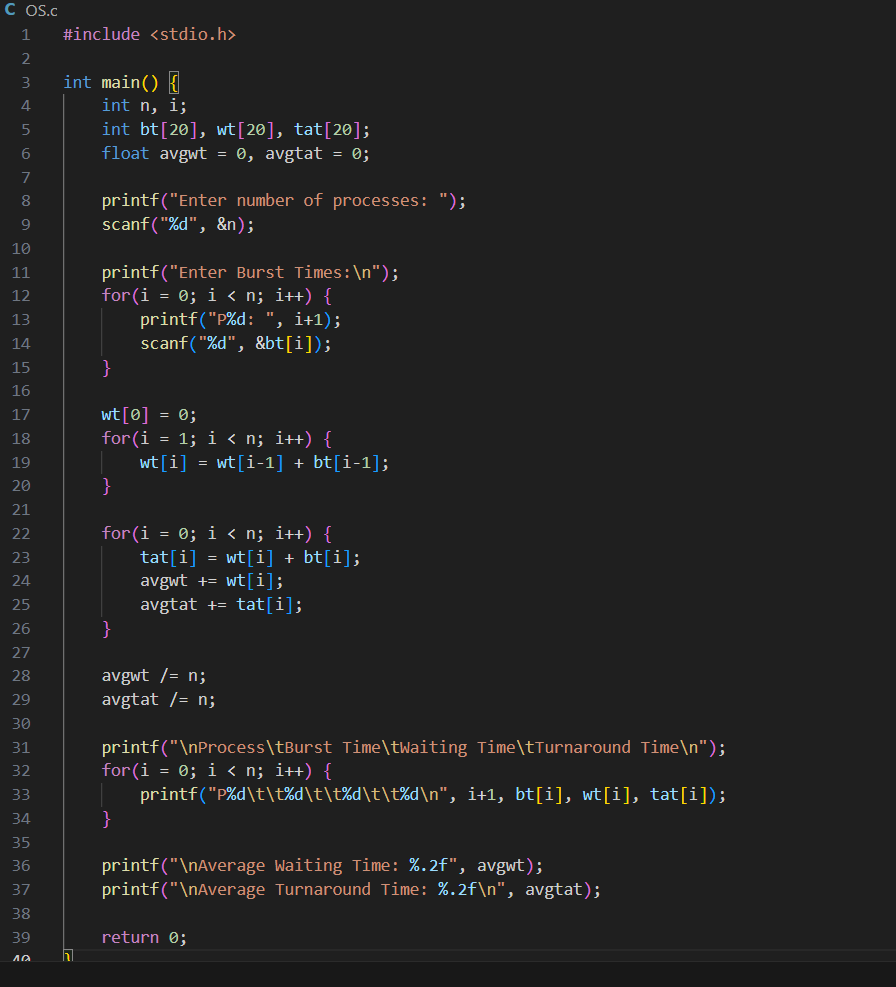 C OS.c
1 #include <stdio.h>
2
3 int main() {
4     int n, i;
5     int bt[20], wt[20], tat[20];
6     float avgwt = 0, avgtat = 0;
7
8     printf("Enter number of processes: ");
9     scanf("%d", &n);
10
11     printf("Enter Burst Times:\n");
12     for(i = 0; i < n; i++) {
13         printf("P%d: ", i+1);
14         scanf("%d", &bt[i]);
15     }
16
17     wt[0] = 0;
18     for(i = 1; i < n; i++) {
19         wt[i] = wt[i-1] + bt[i-1];
20     }
21
22     for(i = 0; i < n; i++) {
23         tat[i] = wt[i] + bt[i];
24         avgwt += wt[i];
25         avgtat += tat[i];
26     }
27
28     avgwt /= n;
29     avgtat /= n;
30
31     printf("\nProcess\tBurst Time\tWaiting Time\tTurnaround Time\n");
32     for(i = 0; i < n; i++) {
33         printf("P%d\t\t%d\t\t%d\t\t%d\n", i+1, bt[i], wt[i], tat[i]);
34     }
35
36     printf("\nAverage Waiting Time: %.2f", avgwt);
37     printf("\nAverage Turnaround Time: %.2f\n", avgtat);
38
39     return 0;
40 }